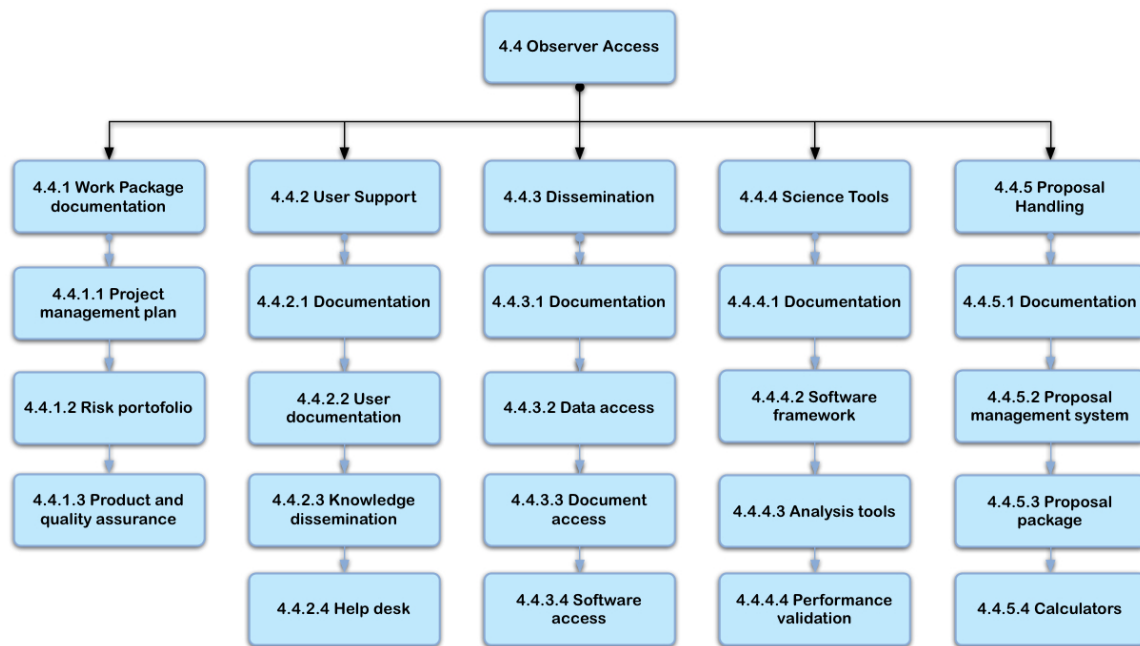 4.4 Observer Access
4.4.1 Work Package
documentation
4.4.2 User Support
4.4.3 Dissemination
4.4.4 Science Tools
4.4.5 Proposal
Handling
4.4.1.1 Project
management plan
4.4.2.1 Documentation
4.4.3.1 Documentation
4.4.4.1 Documentation
4.4.5.1 Documentation
4.4.1.2 Risk portofolio
4.4.2.2 User
documentation
4.4.3.2 Data access
4.4.4.2 Software
framework
4.4.5.2 Proposal
management system
4.4.1.3 Product and
quality assurance
4.4.2.3 Knowledge
dissemination
4.4.3.3 Document
access
4.4.4.3 Analysis tools
4.4.5.3 Proposal
package
4.4.2.4 Help desk
4.4.3.4 Software
access
4.4.4.4 Performance
validation
4.4.5.4 Calculators